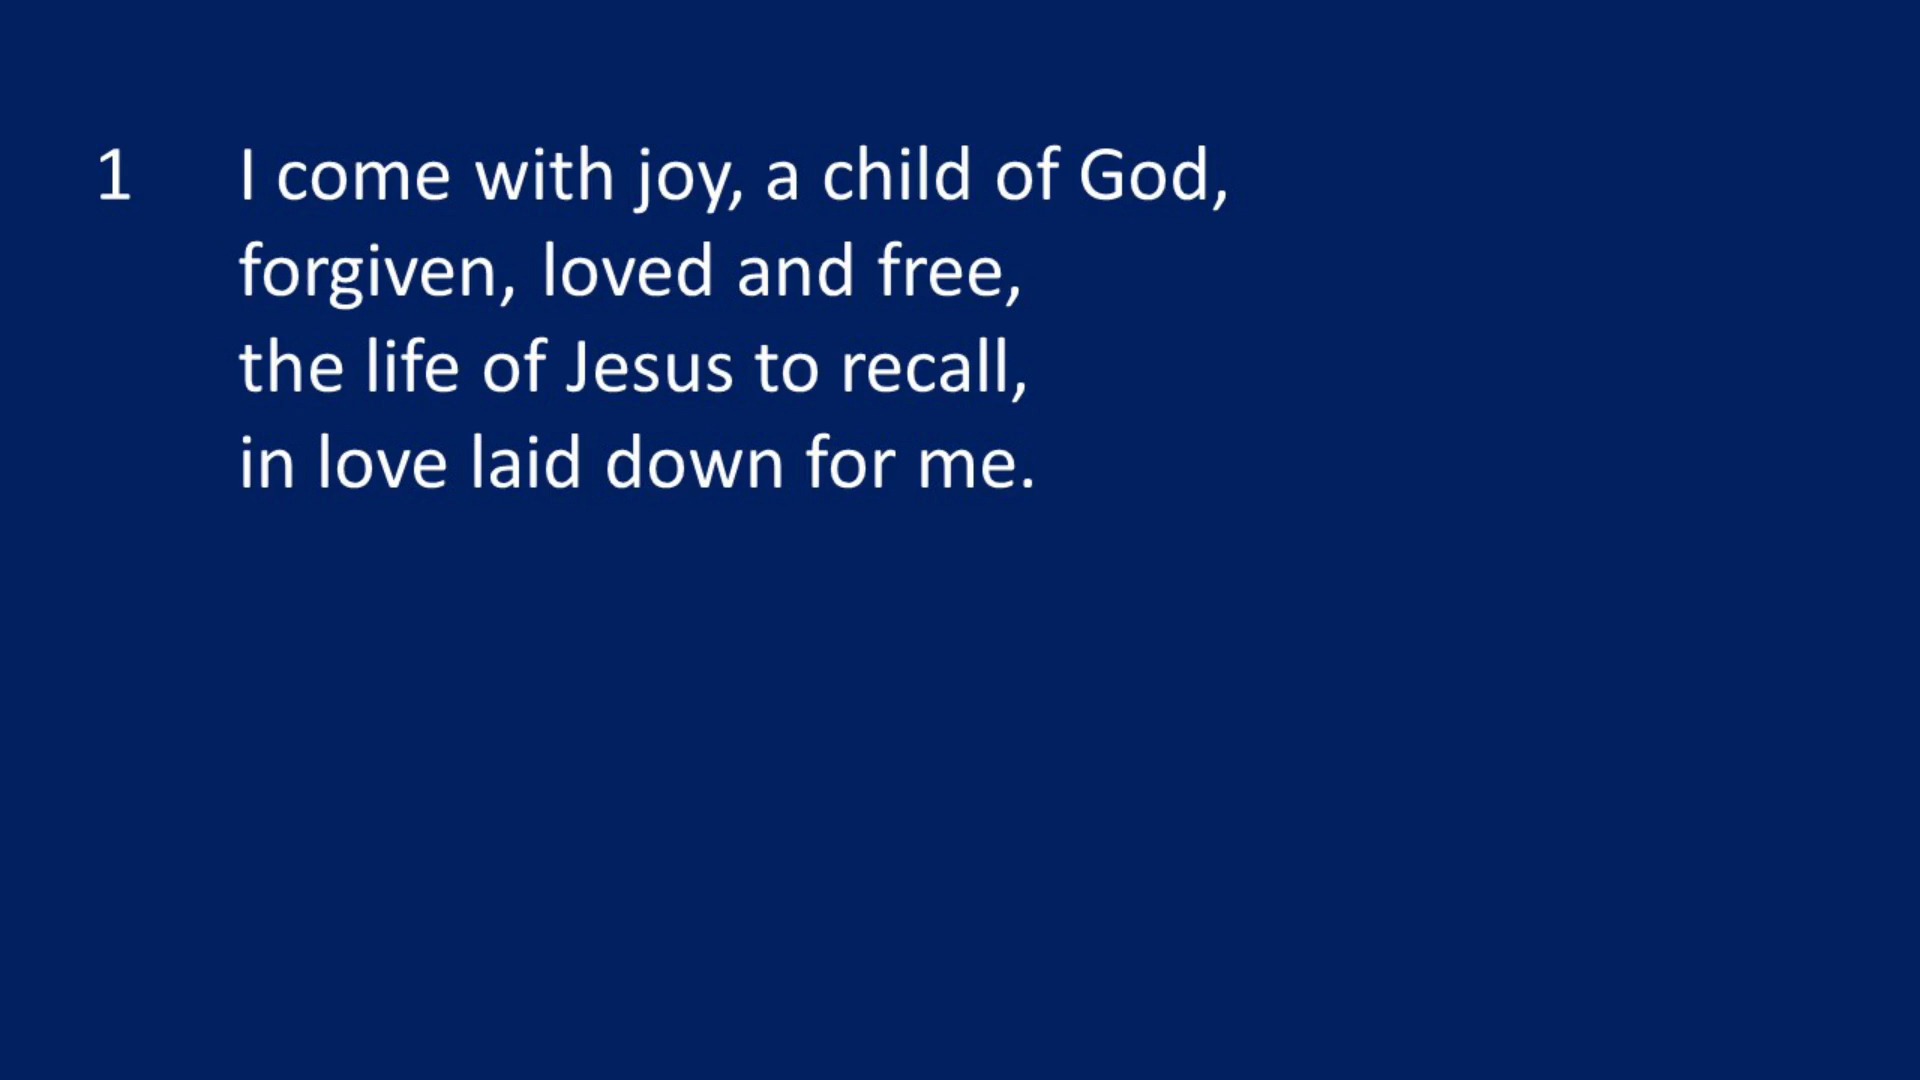 1 I come with joy, a child of God,
forgiven, loved and free,
the life of Jesus to recall,
in love laid down for me.